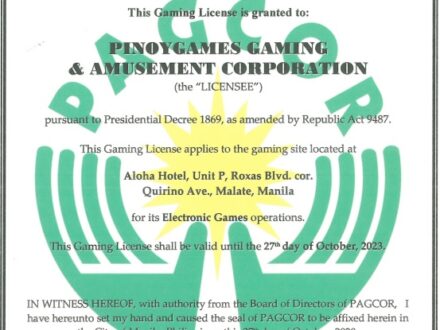 This Gaming License is granted to:
PAGCOR
PINOYGAMES GAMING
& AMUSEMENT CORPORATION
(the "LICENSEE")
pursuant to Presidential Decree 1869, as amended by Republic Act 9487.
This Gaming License applies to the gaming site located at
Aloha Hotel, Unit P, Roxas Blvd. cor.
Quirino Ave., Malate, Manila
for its Electronic Games operations.
This Gaming License shall be valid until the 27th day of October, 2023.
IN WITNESS HEREOF, with authority from the Board of Directors of PAGCOR, I
have hereunto set my hand and caused the seal of PAGCOR to be affixed herein in